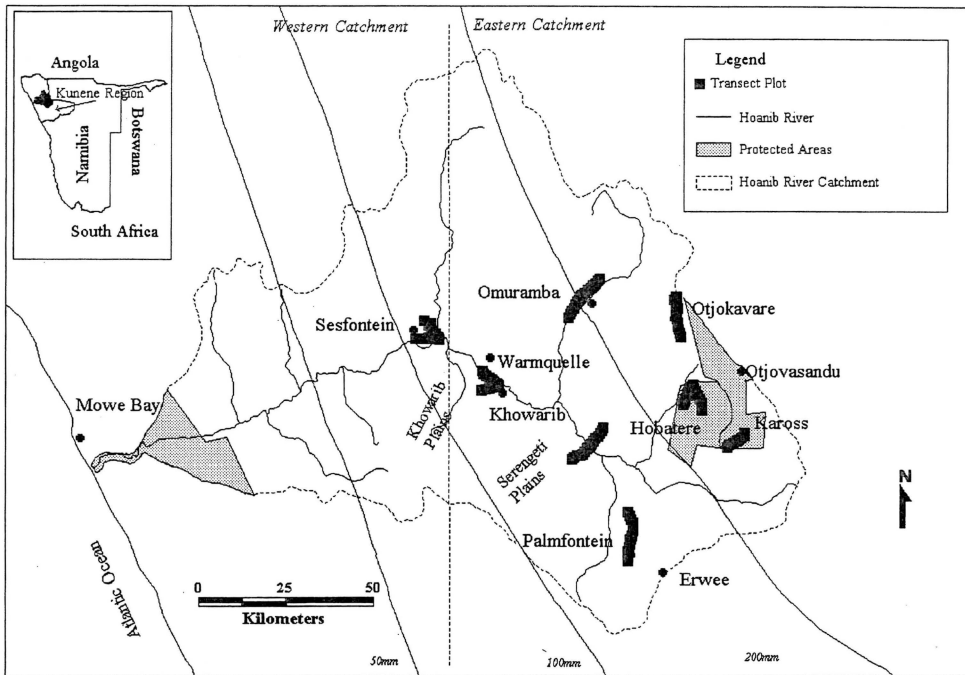 Western Catchment
Eastern Catchment
Angola
Kunene Region
Namibia
Botswana
South Africa
Legend
Transect Plot
Hoanib River
Protected Areas
Hoanib River Catchment
Omuramba
Otjokavare
Sesfontein
Warmquelle
Otjovasandu
Mowe Bay
Khowarib
Plains
Khowarib
Hobatere
Kaross
Serengeti
Plains
N
Palmfontein
Erwee
Atlantic Ocean
0 25 50
Kilometers
50mm
100mm
200mm